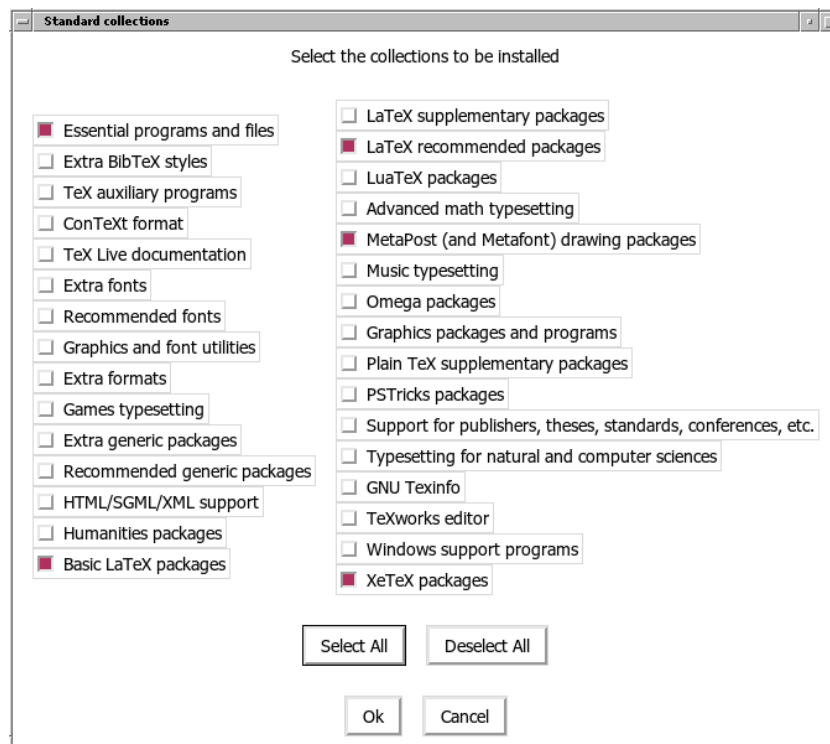 Standard collections
Select the collections to be installed
Essential programs and files
Extra BibTeX styles
TeX auxiliary programs
ConTeXt format
TeX Live documentation
Extra fonts
Recommended fonts
Graphics and font utilities
Extra formats
Games typesetting
Extra generic packages
Recommended generic packages
HTML/SGML/XML support
Humanities packages
Basic LaTeX packages
LaTeX supplementary packages
LaTeX recommended packages
LuaTeX packages
Advanced math typesetting
MetaPost (and Metafont) drawing packages
Music typesetting
Omega packages
Graphics packages and programs
Plain TeX supplementary packages
PSTricks packages
Support for publishers, theses, standards, conferences, etc.
Typesetting for natural and computer sciences
GNU Texinfo
TeXworks editor
Windows support programs
XeTeX packages
Select All
Deselect All
Ok
Cancel